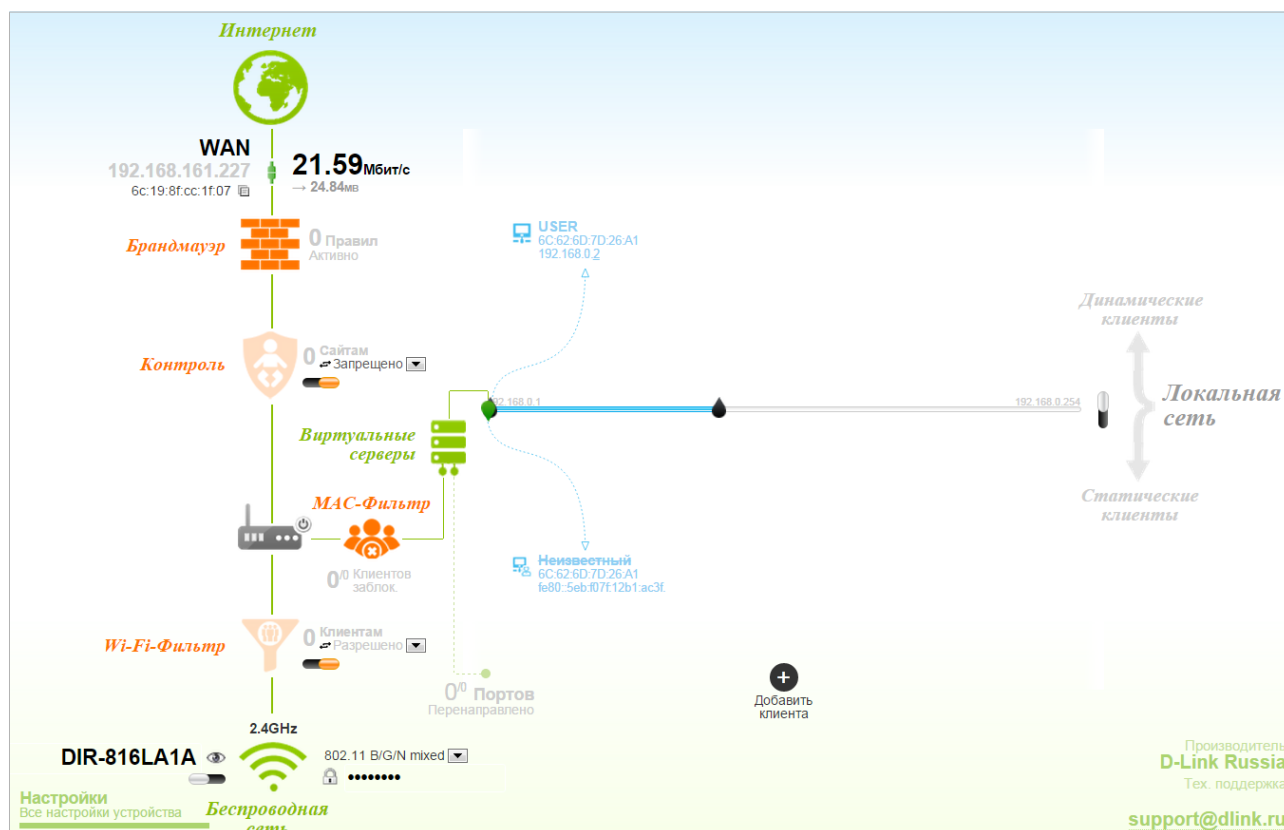 Интернет
WAN
192.168.161.227
6c:19:8f:cc:1f:07
21.59Мбит/с
→ 24.84мв
Брандмауэр
0 Правил
Активно
USER
6C:62:6D:7D:26:A1
192.168.0.2
Динамические
клиенты
Контроль
0 Сайтам
Запрещено
192.168.0.1
192.168.0.254
Локальная
сеть
Виртуальные
серверы
Статические
клиенты
MAC-Фильтр
0/0 Клиентов
заблок.
Неизвестный
6C:62:6D:7D:26:A1
fe80::5eb:f07f:12b1:ac3f.
Wi-Fi-Фильтр
0 Клиентам
Разрешено
0/0 Портов
Перенаправлено
Добавить
клиента
2.4GHz
DIR-816LA1A
802.11 B/G/N mixed
••••••••
Беспроводная
сеть
Настройки
Все настройки устройства
Производитель
D-Link Russia
Тех. поддержка
support@dlink.ru